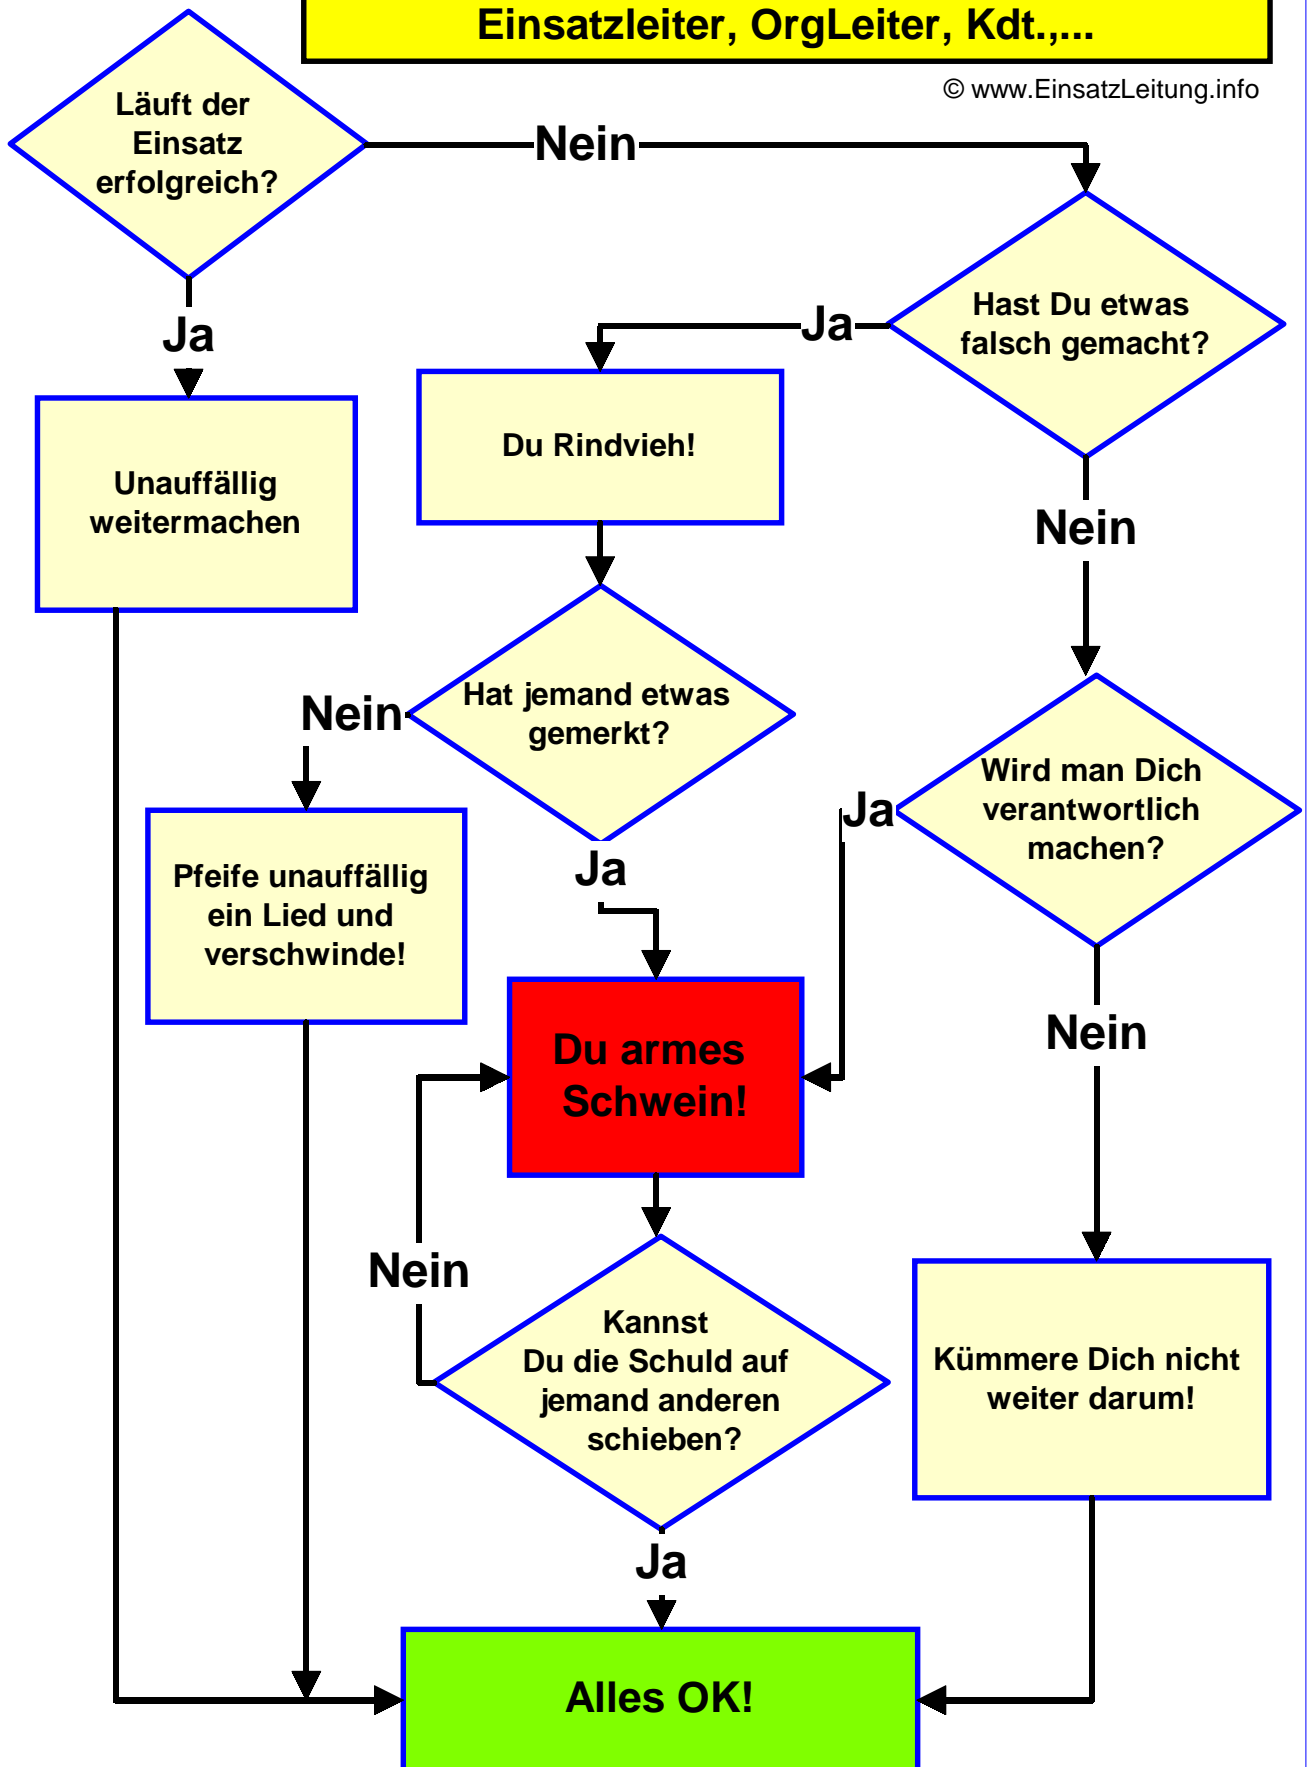 Einsatzleiter, OrgLeiter, Kdt.,...
© www.EinsatzLeitung.info
Läuft der
Einsatz
erfolgreich?
Nein
Ja
Hast Du etwas
falsch gemacht?
Ja
Du Rindvieh!
Unauffällig
weitermachen
Nein
Hat jemand etwas
gemerkt?
Nein
Wird man Dich
verantwortlich
machen?
Ja
Ja
Pfeife unauffällig
ein Lied und
verschwinde!
Du armes
Schwein!
Nein
Nein
Kannst
Du die Schuld auf
jemand anderen
schieben?
Kümmere Dich nicht
weiter darum!
Ja
Alles OK!